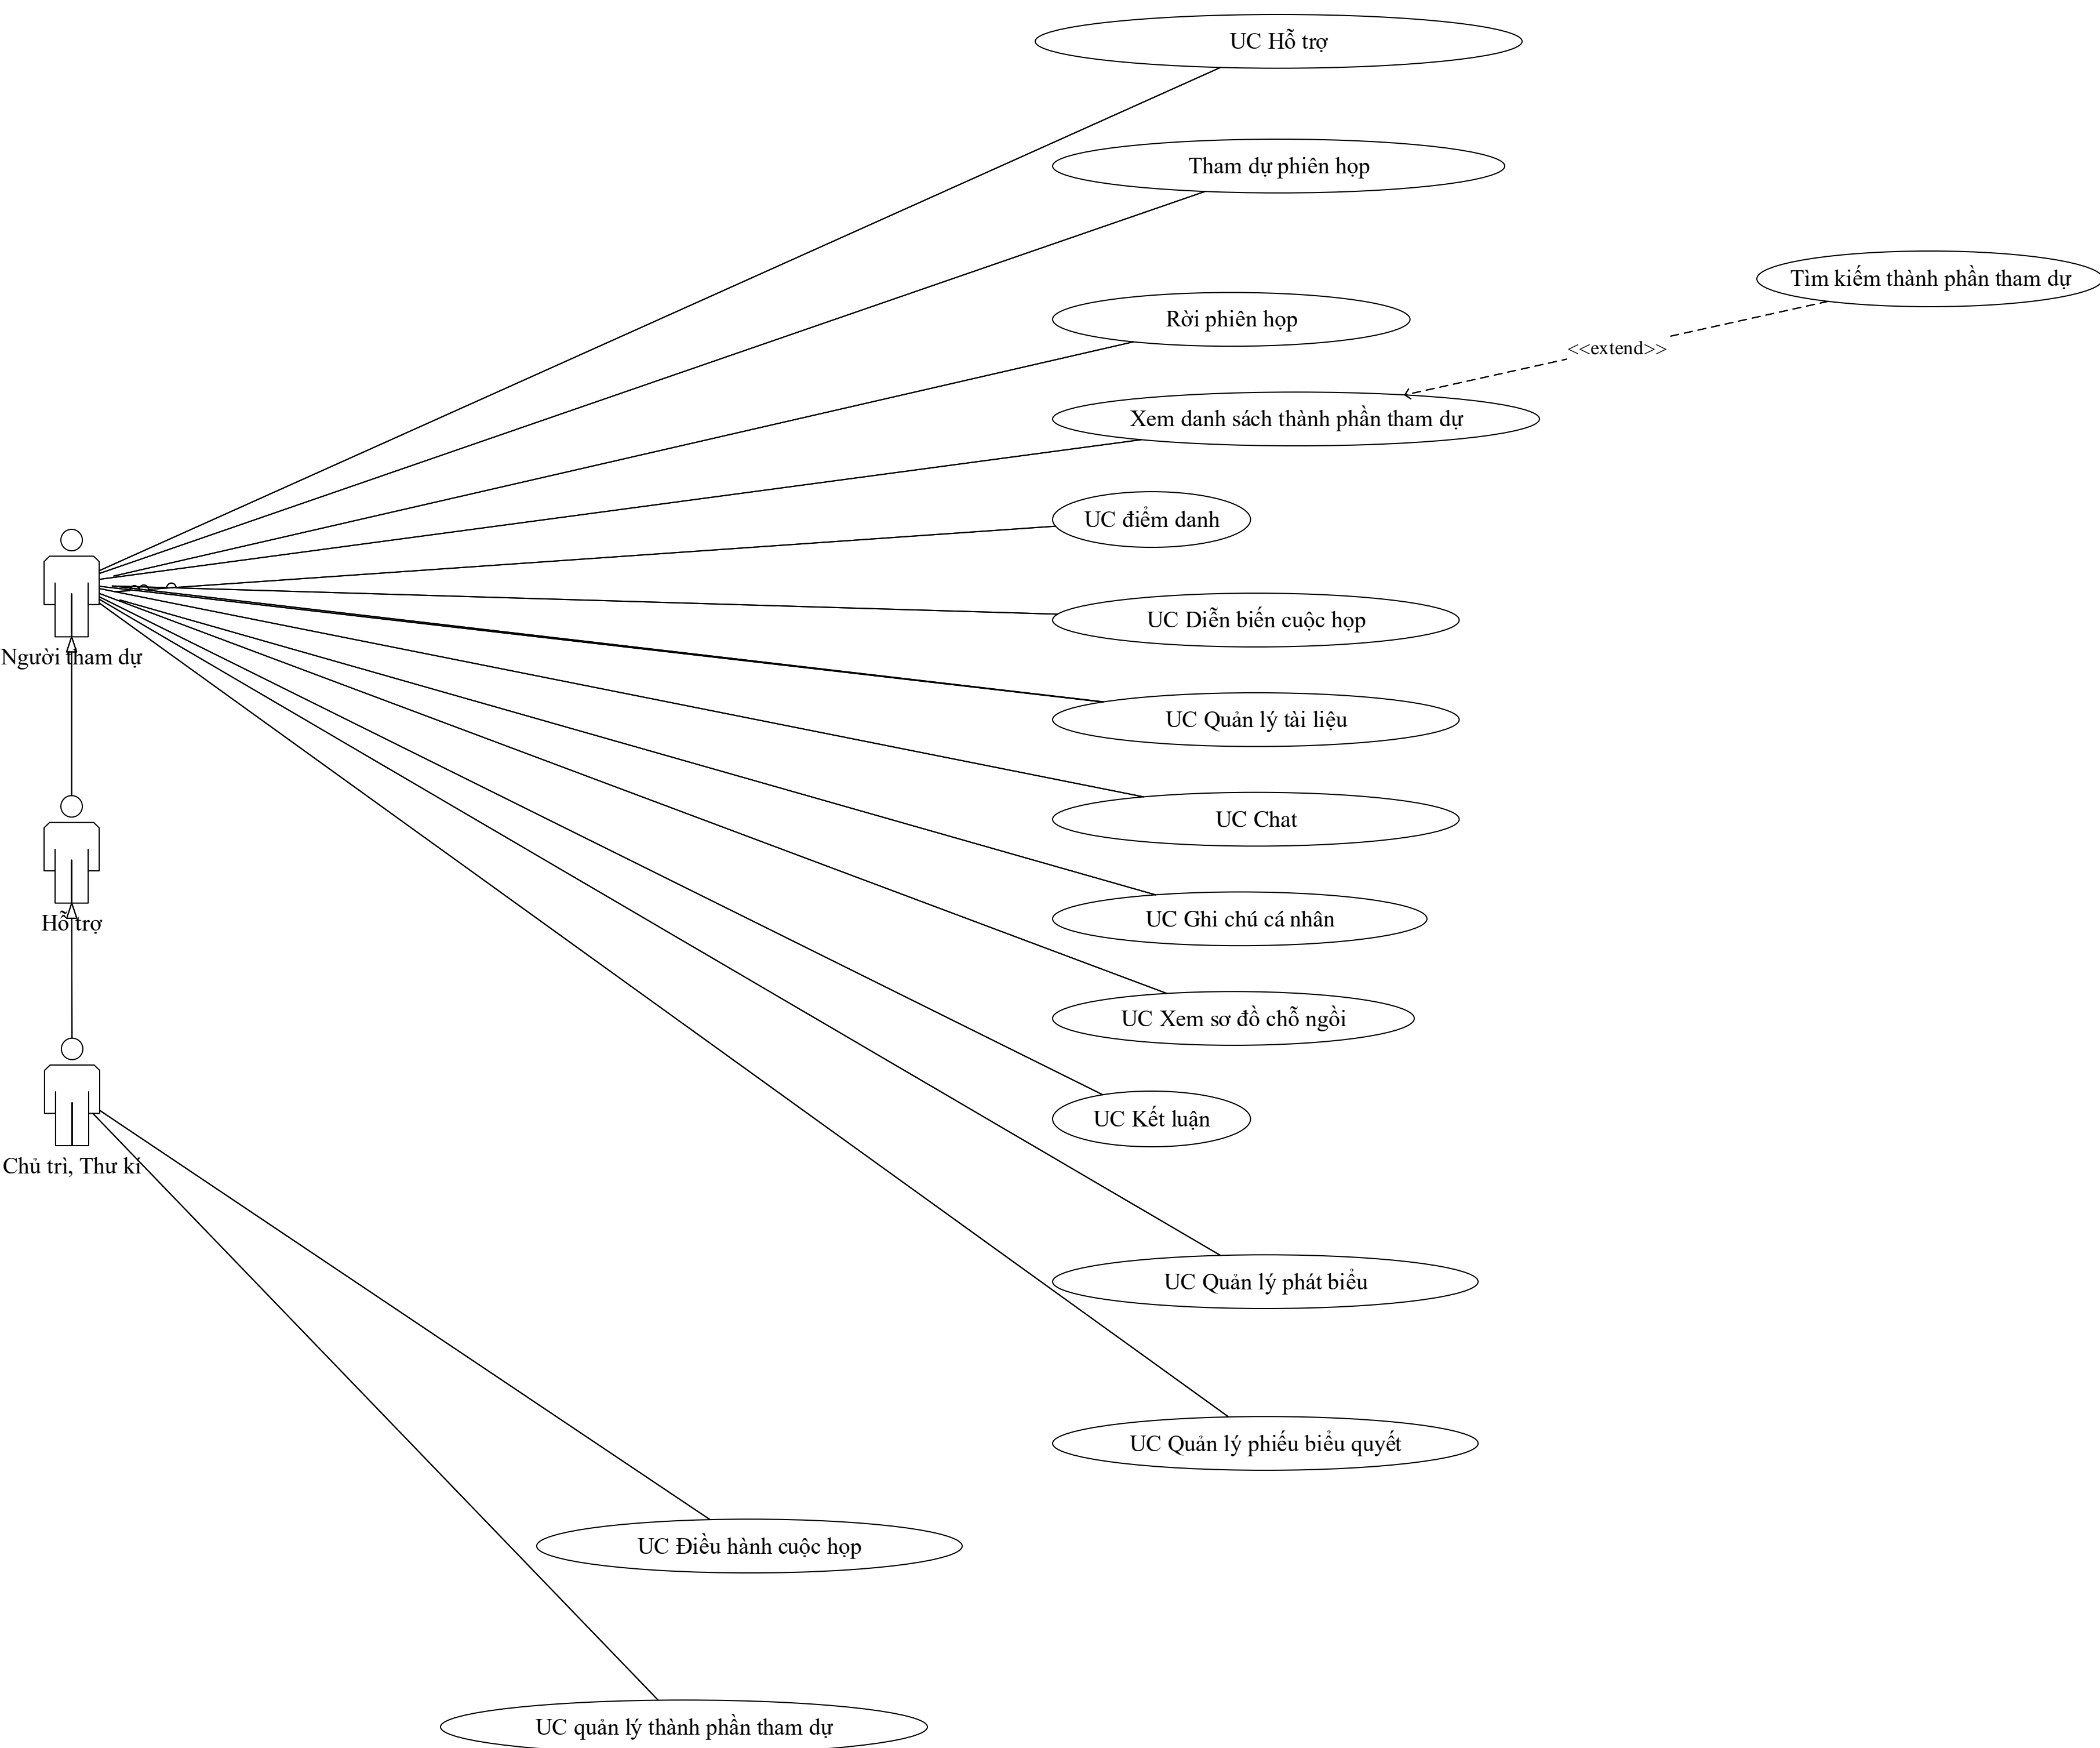 UC Hỗ trợ
Tham dự phiên họp
Tìm kiếm thành phần tham dự
Rời phiên họp
<<extend>>
Xem danh sách thành phần tham dự
UC điểm danh
UC Diễn biến cuộc họp
Người tham dự
UC Quản lý tài liệu
UC Chat
Hỗ trợ
UC Ghi chú cá nhân
UC Xem sơ đồ chỗ ngồi
UC Kết luận
Chủ trì, Thư kí
UC Quản lý phát biểu
UC Quản lý phiếu biểu quyết
UC Điều hành cuộc họp
UC quản lý thành phần tham dự